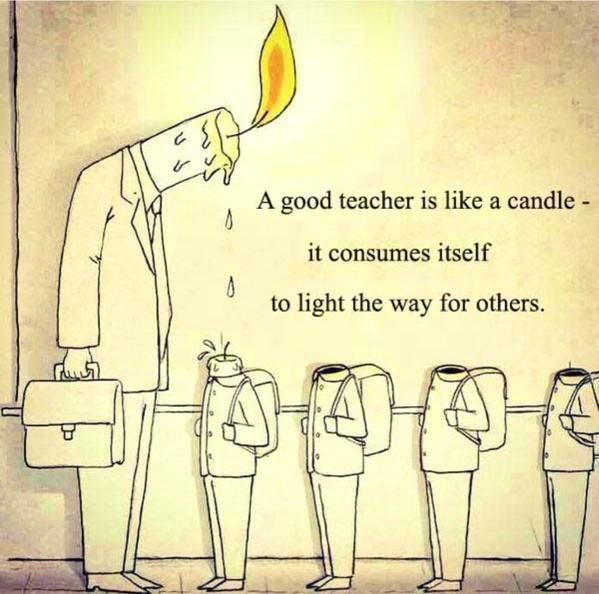 A good teacher is like a candle -
it consumes itself
to light the way for others.